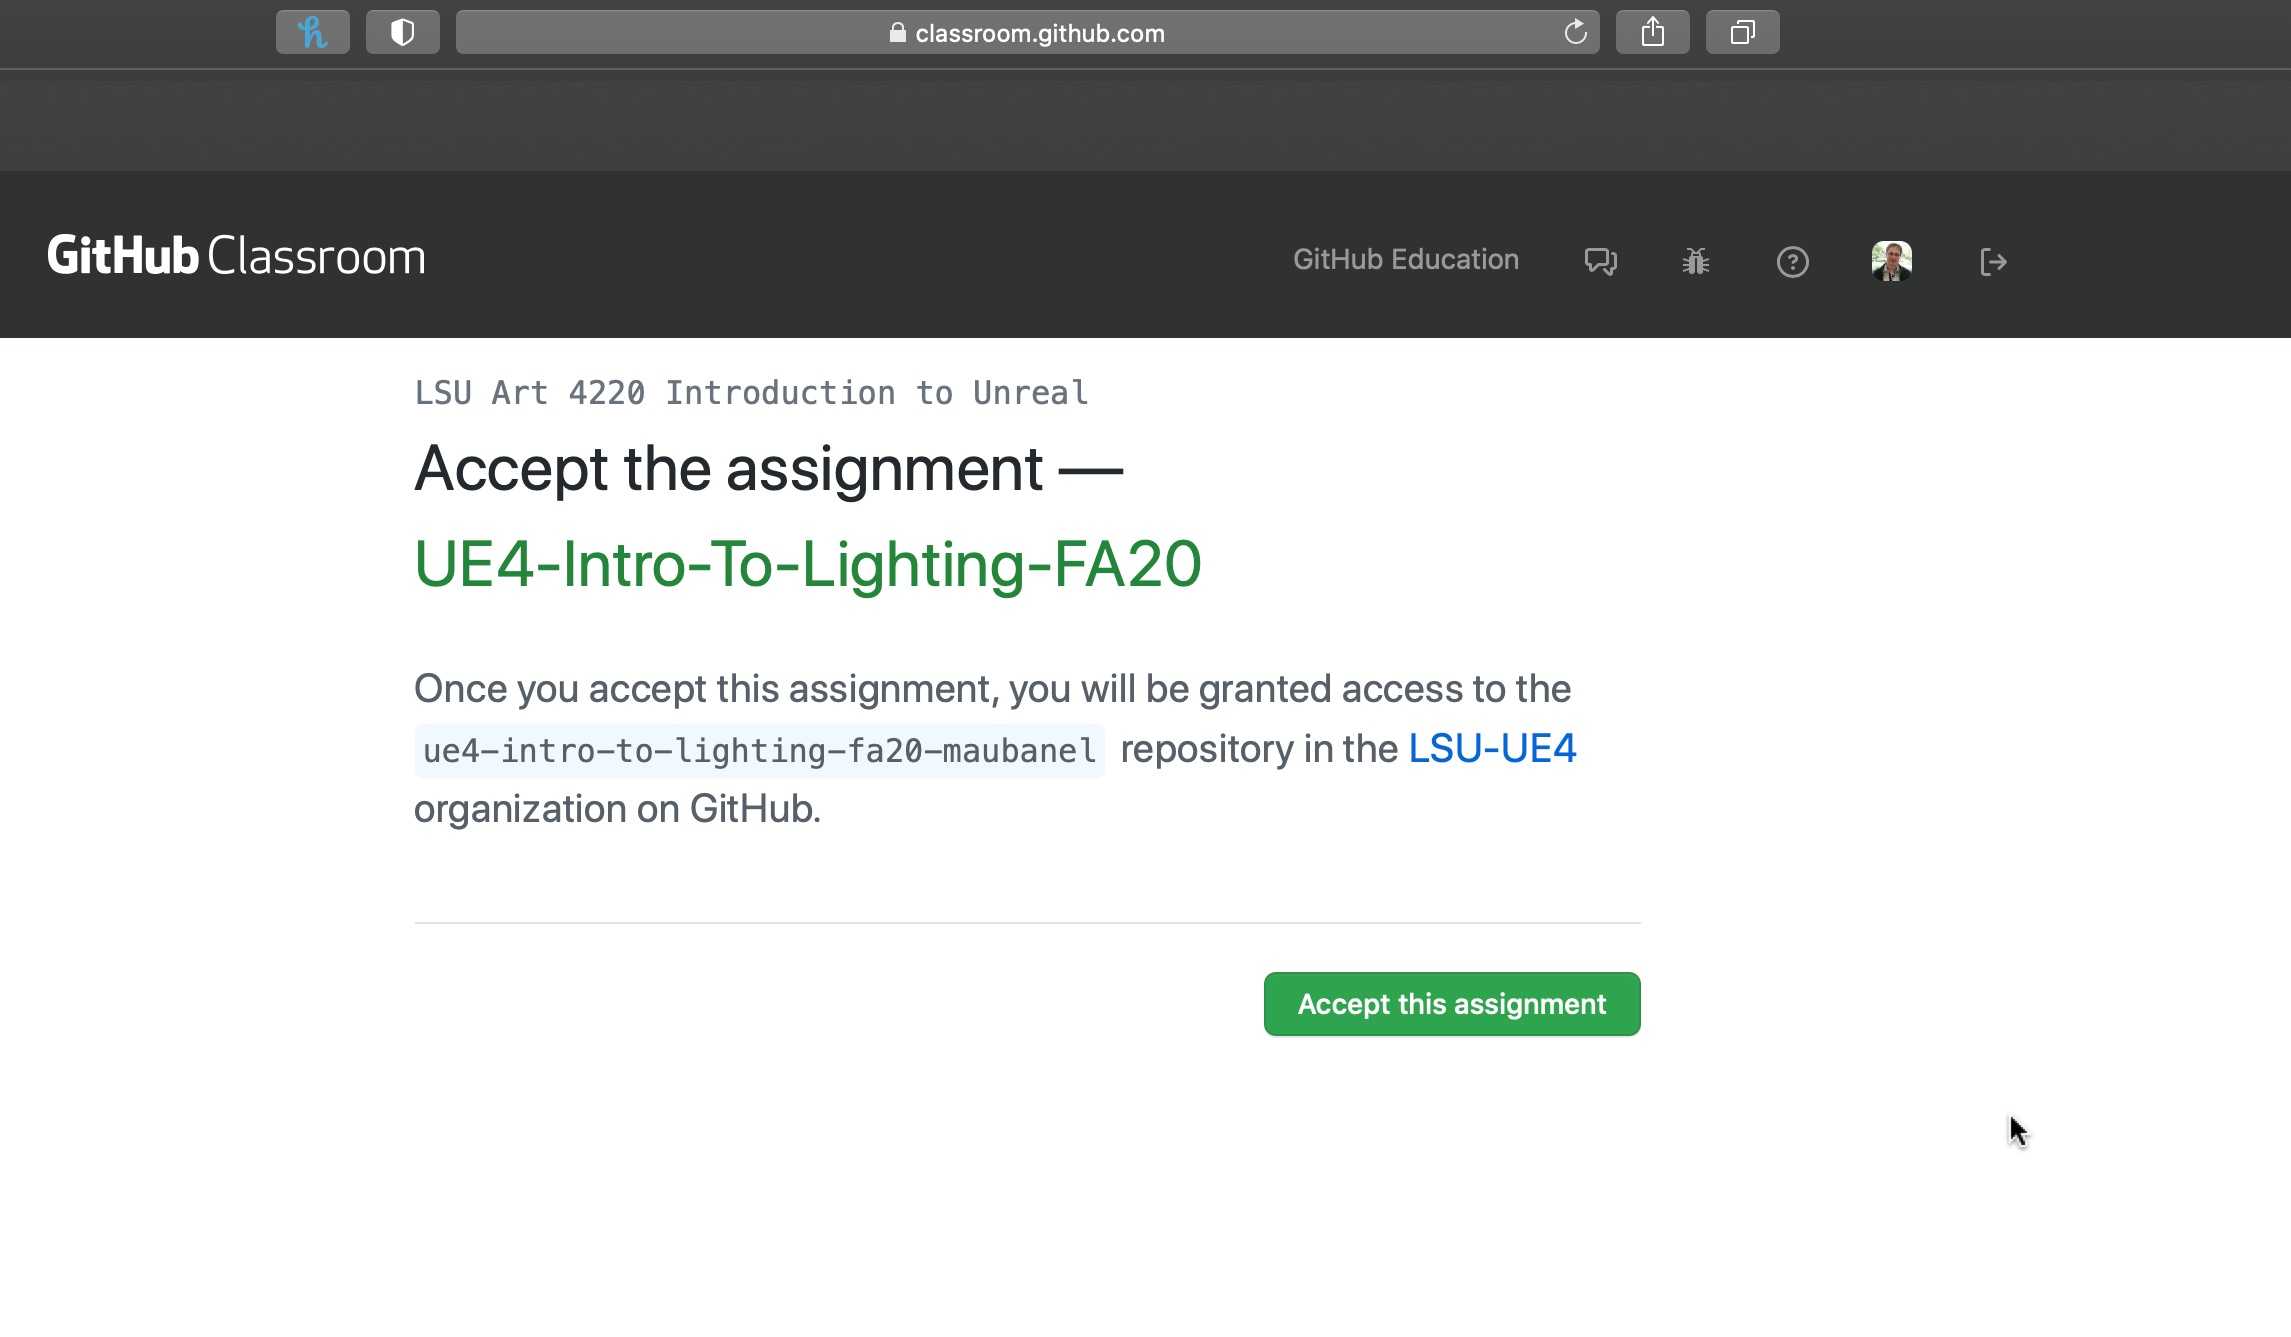 classroom.github.com
GitHub Classroom
GitHub Education
LSU Art 4220 Introduction to Unreal
Accept the assignment —
UE4-Intro-To-Lighting-FA20
Once you accept this assignment, you will be granted access to the
ue4-intro-to-lighting-fa20-maubanel repository in the LSU-UE4
organization on GitHub.
Accept this assignment